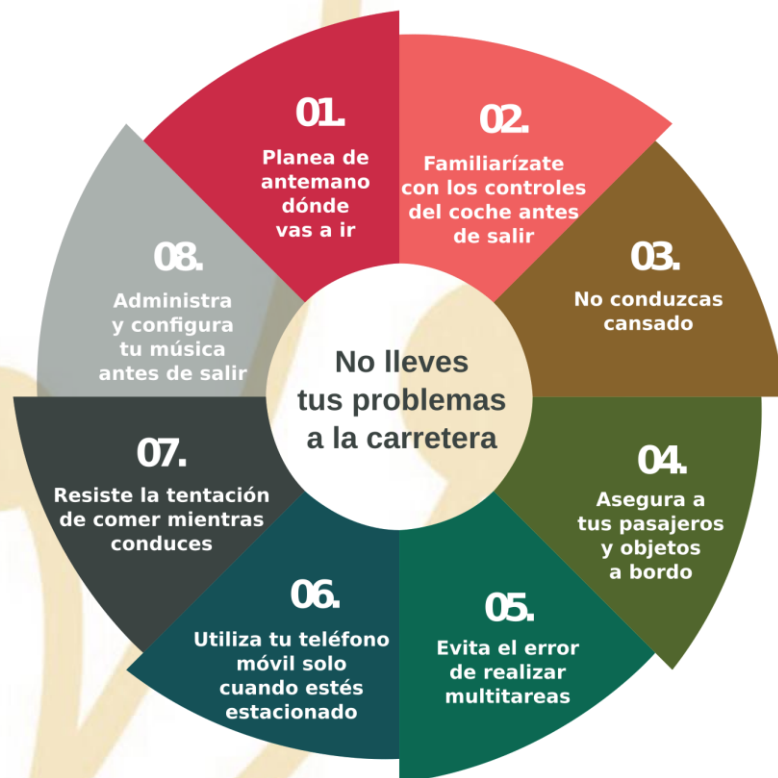 01.
Planea de
antemano
dónde
vas a ir
02.
Familiarízate
con los controles
del coche antes
de salir
03.
No conduzcas
cansado
04.
Asegura a
tus pasajeros
y objetos
a bordo
05.
Evita el error
de realizar
multitareas
06.
Utiliza tu teléfono
móvil solo
cuando estés
estacionado
07.
Resiste la tentación
de comer mientras
conduces
08.
Administra
y configura
tu música
antes de salir
No lleves
tus problemas
a la carretera